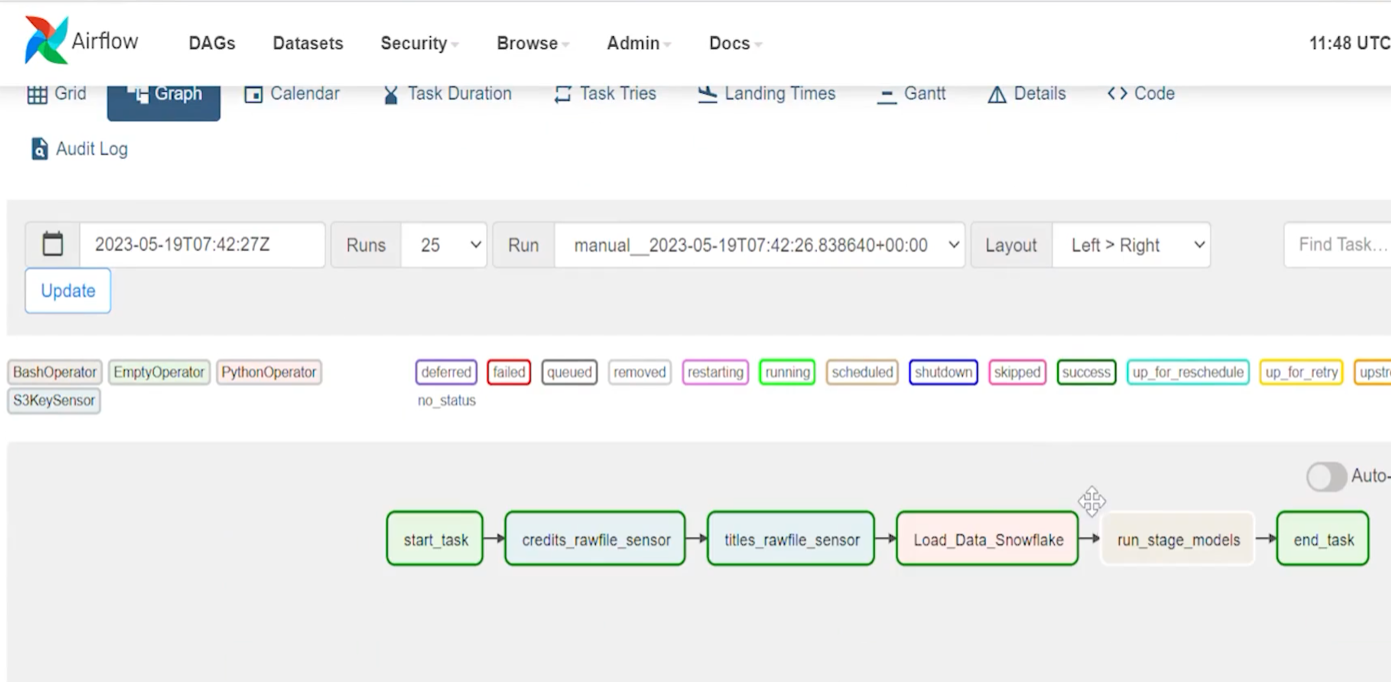 Airflow DAGs Datasets Security Browse Admin Docs 11:48 UTC
Grid Graph Calendar Task Duration Task Tries Landing Times Gantt Details <> Code
Audit Log
2023-05-19T07:42:27Z Runs 25 Run manual__2023-05-19T07:42:26.838640+00:00 Layout Left > Right Find Task...
Update
BashOperator EmptyOperator PythonOperator deferred failed queued removed restarting running scheduled shutdown skipped success up_for_reschedule up_for_retry upstr
S3KeySensor no_status
Auto-
start_task credits_rawfile_sensor titles_rawfile_sensor Load_Data_Snowflake run_stage_models end_task